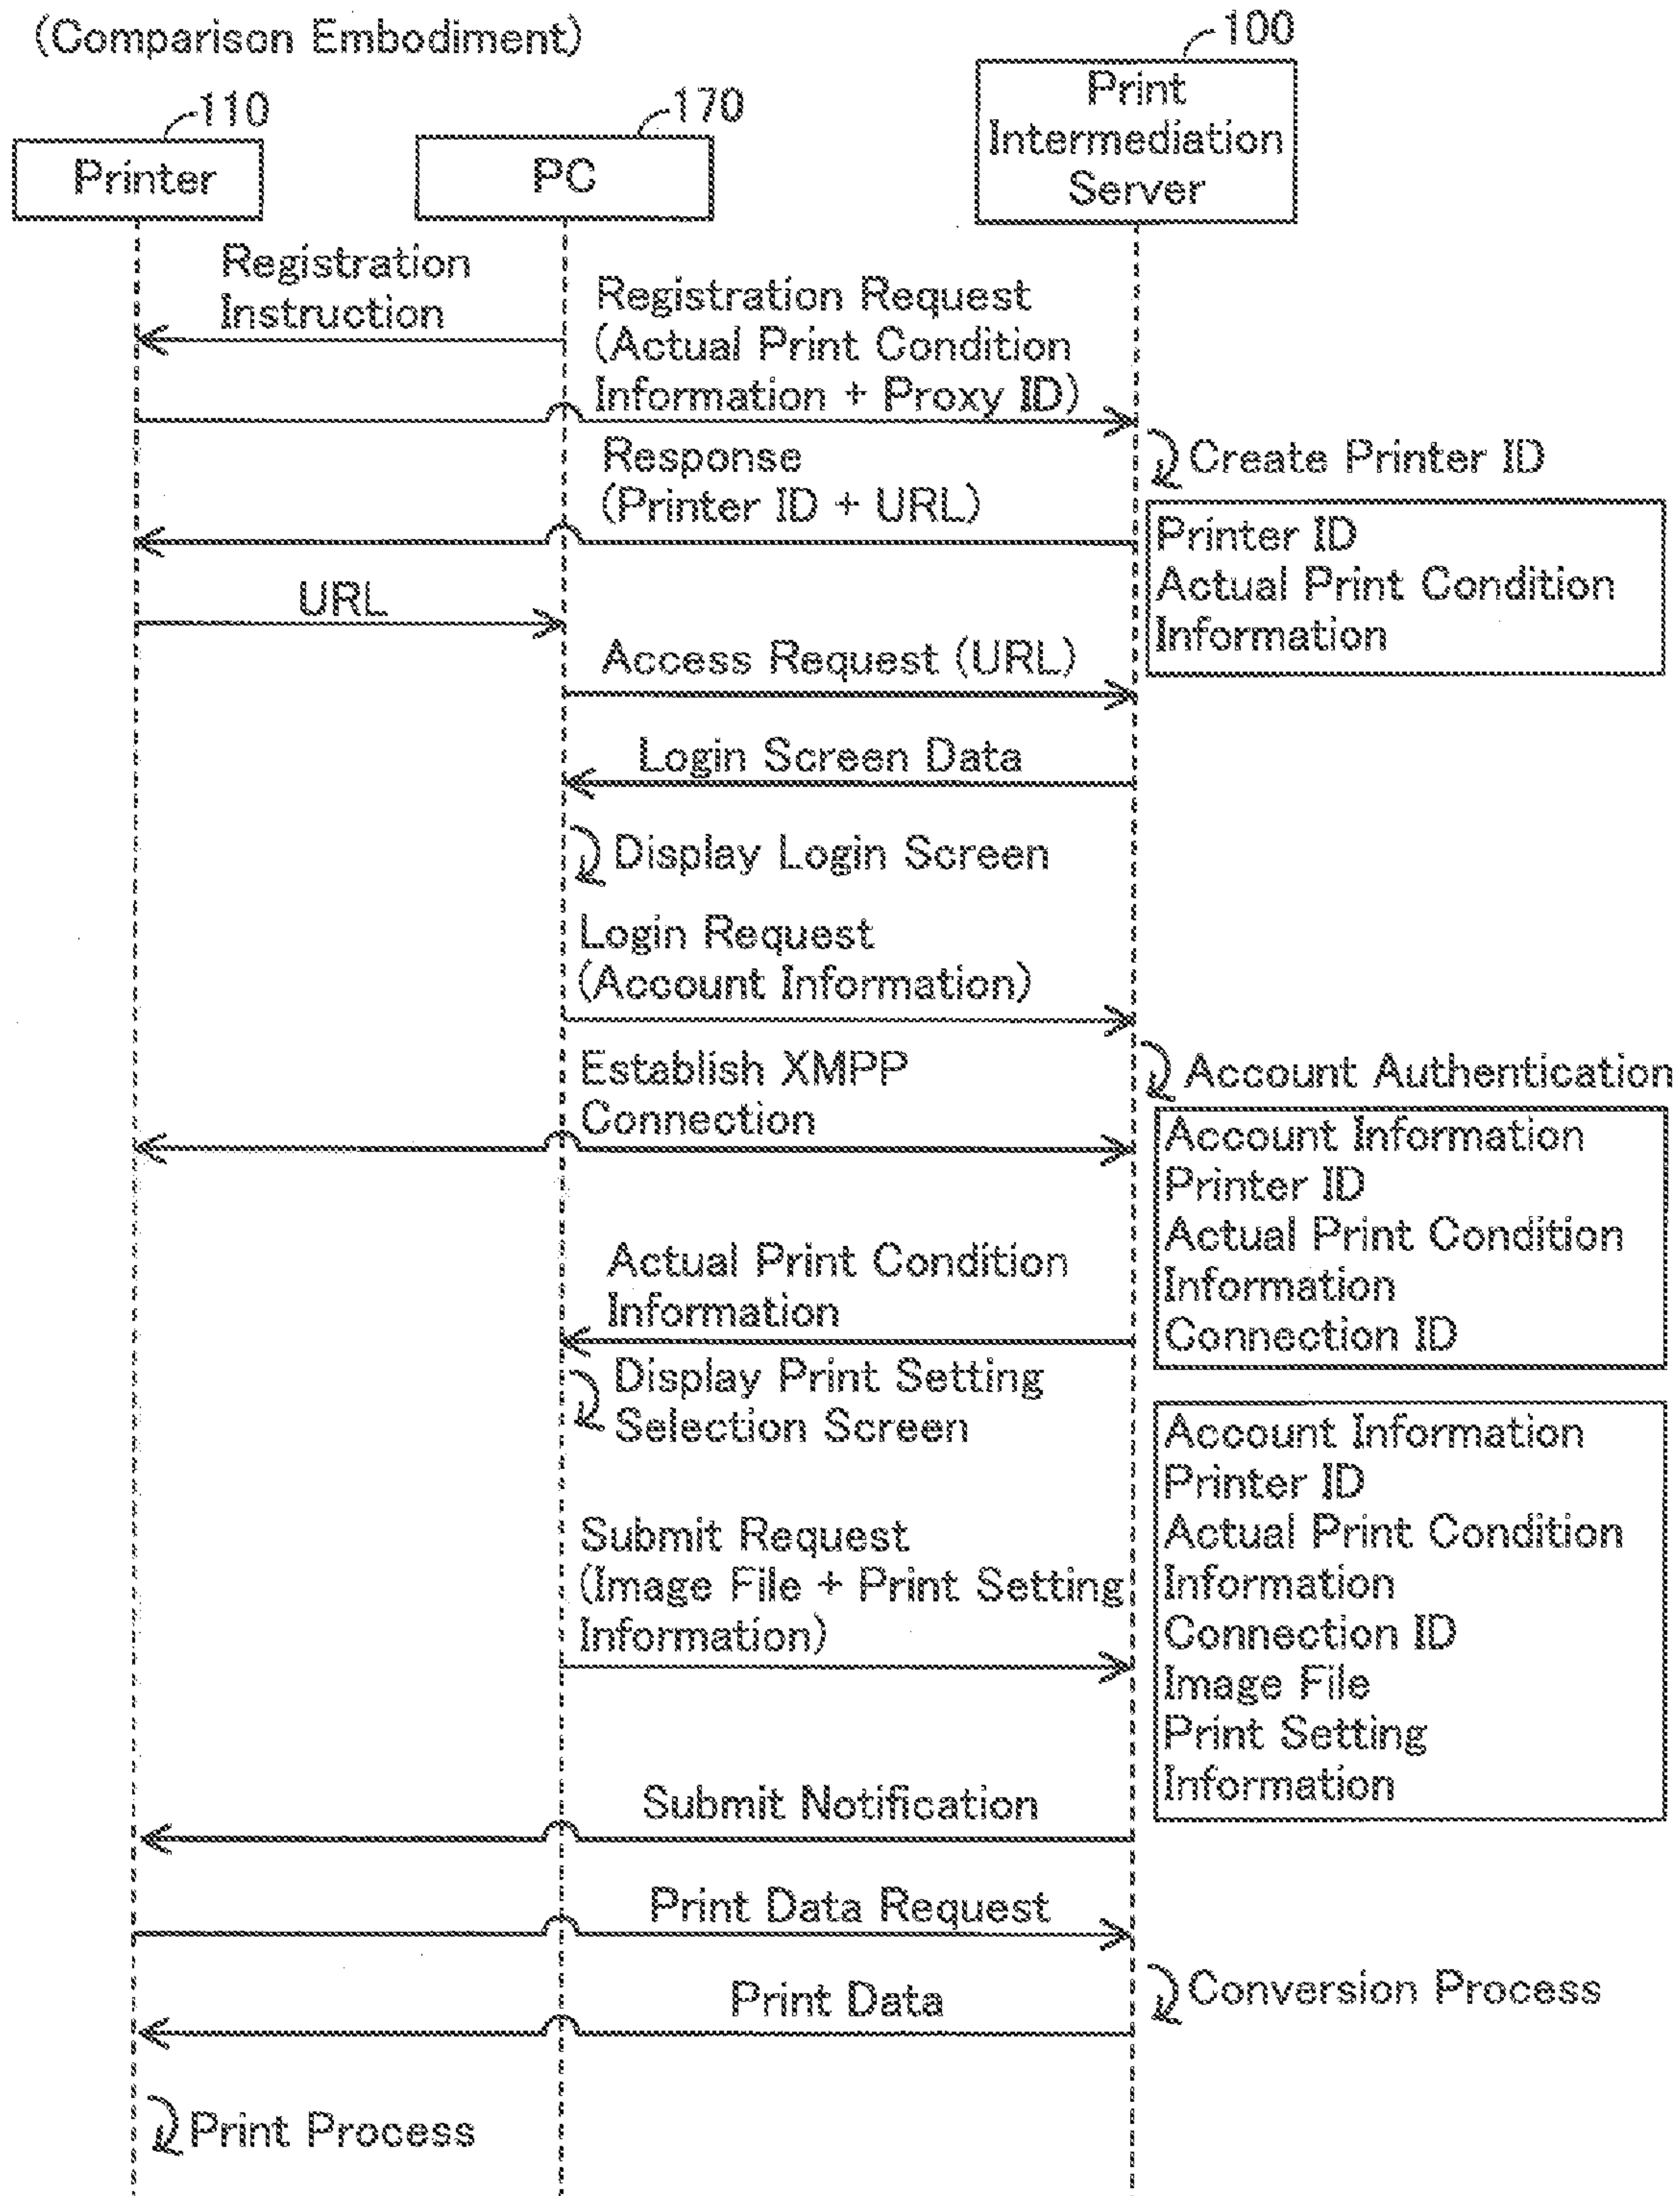 (Comparison Embodiment)
100
Print
Intermediation
Server
110
Printer
170
PC
Registration
Instruction
Registration Request
(Actual Print Condition
Information + Proxy ID)
Create Printer ID
Response
(Printer ID + URL)
Printer ID
Actual Print Condition
Information
URL
Access Request (URL)
Login Screen Data
Display Login Screen
Login Request
(Account Information)
Account Authentication
Establish XMPP
Connection
Account Information
Printer ID
Actual Print Condition
Information
Connection ID
Actual Print Condition
Information
Display Print Setting
Selection Screen
Account Information
Printer ID
Actual Print Condition
Information
Connection ID
Image File
Print Setting
Information
Submit Request
(Image File + Print Setting
Information)
Submit Notification
Print Data Request
Conversion Process
Print Data
Print Process